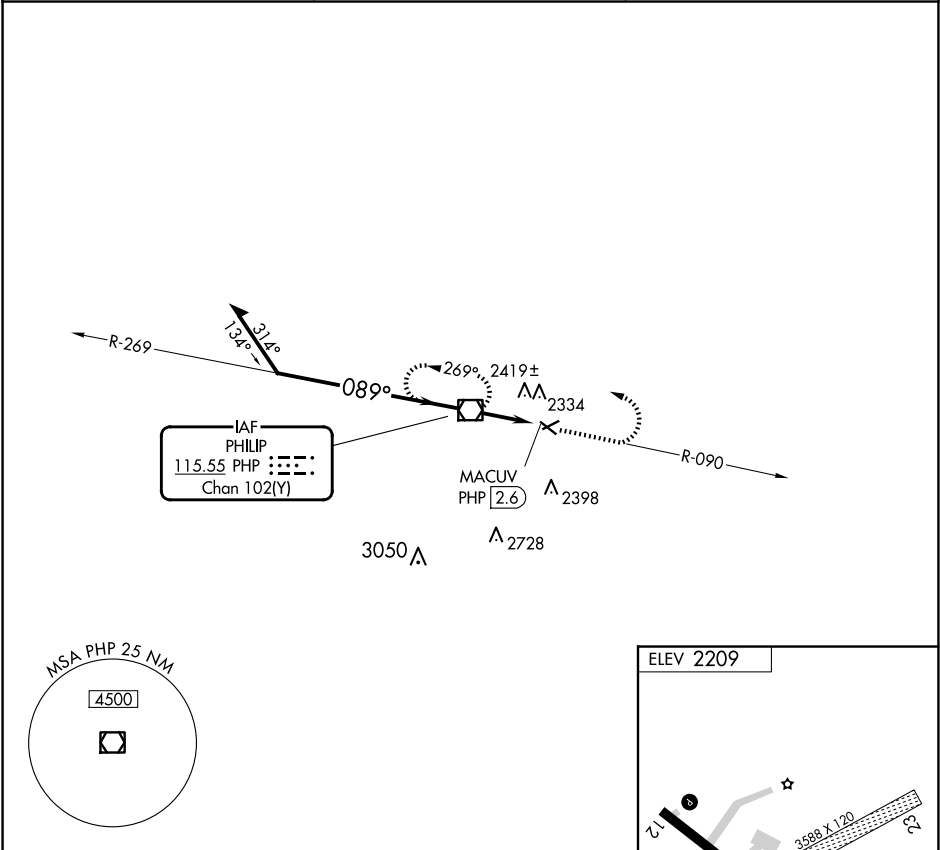 R-269
134°
314°
089°
269°
2419±
2334
IAF
PHILIP
115.55 PHP
Chan 102(Y)
MACUV
PHP 2.6
R-090
2398
2728
3050
MSA PHP 25 NM
4500
ELEV 2209
P
12
3588 X 120
23